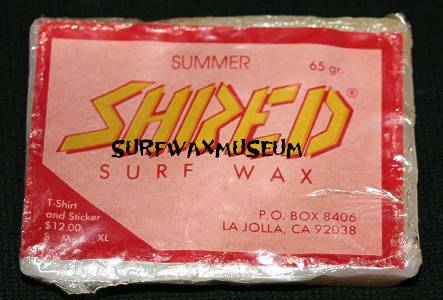 SUMMER 65 gr.
SHRED®
SURFWAXMUSEUM
SURF WAX
T-Shirt
and Sticker
$12.00
S M L XL
P.O. BOX 8406
LA JOLLA, CA 92038